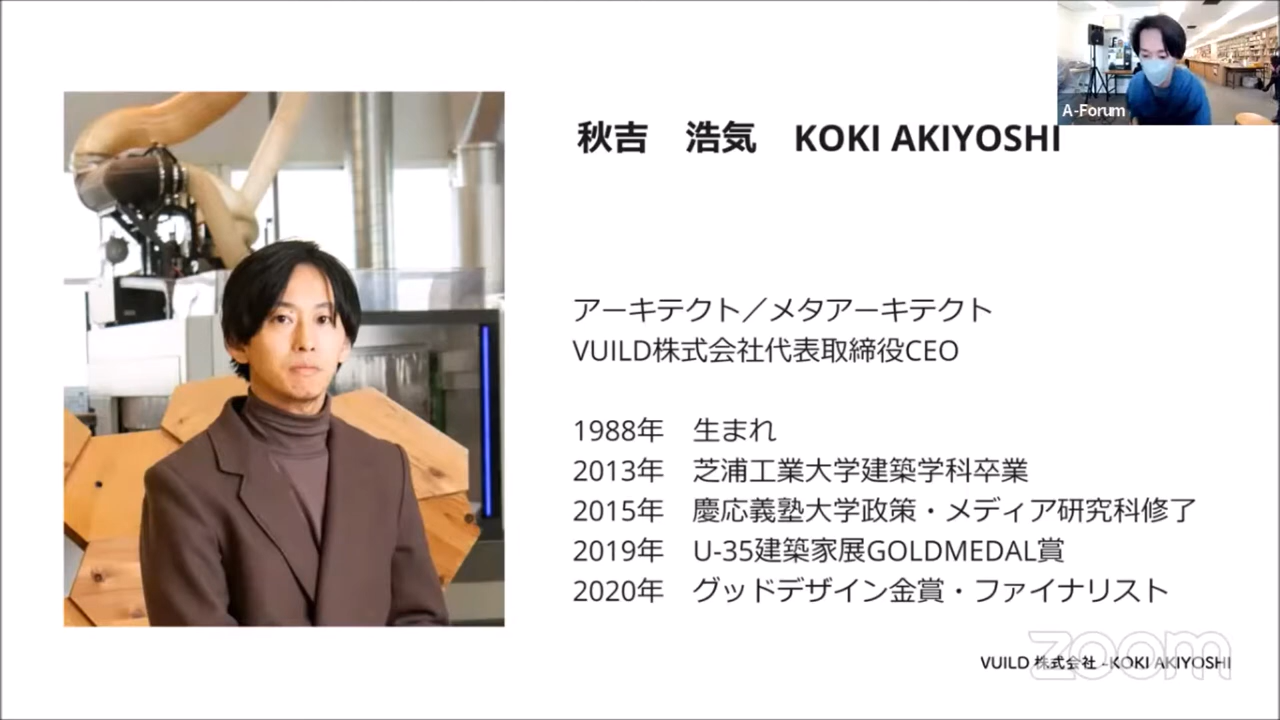 A-Forum
秋吉　浩気　KOKI AKIYOSHI
アーキテクト／メタアーキテクト
VUILD株式会社代表取締役CEO
1988年　生まれ
2013年　芝浦工業大学建築学科卒業
2015年　慶応義塾大学政策・メディア研究科修了
2019年　U-35建築家展GOLDMEDAL賞
2020年　グッドデザイン金賞・ファイナリスト
zoom
VUILD 株式会社 -KOKI AKIYOSHI